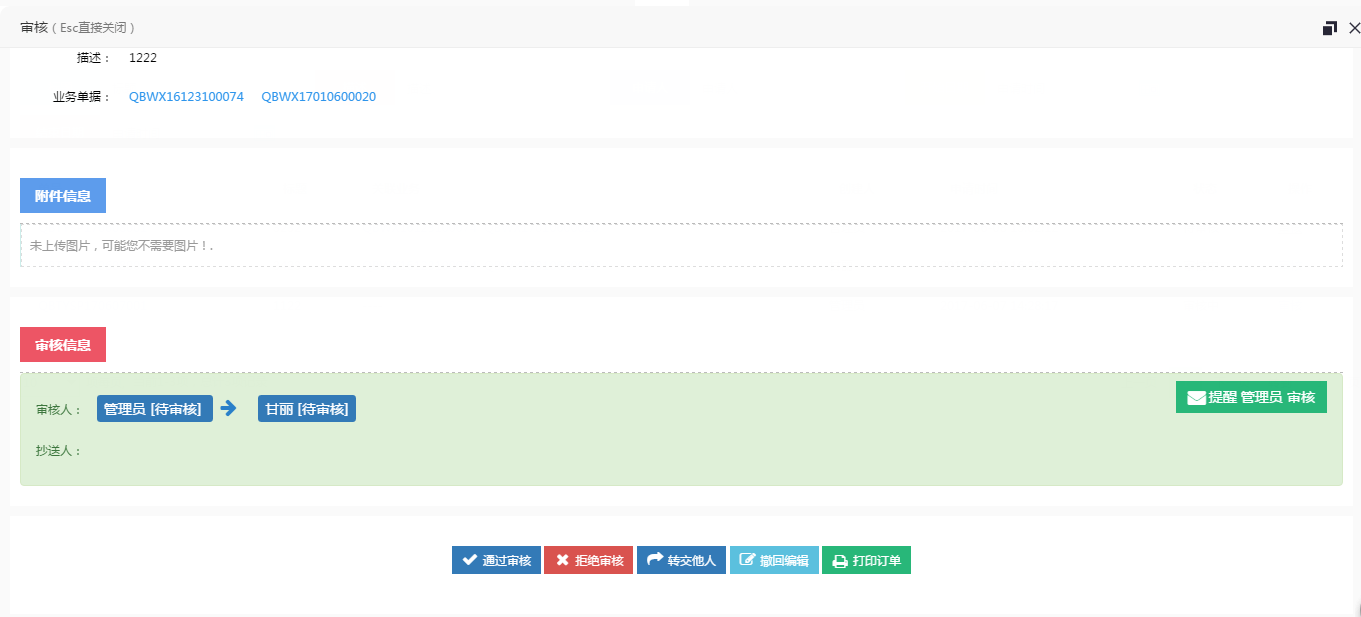 审核（Esc直接关闭）
描述： 1222
业务单据： QBWX16123100074 QBWX17010600020
附件信息
未上传图片，可能您不需要图片！.
审核信息
审核人： 管理员 [待审核] 甘丽 [待审核] 提醒 管理员 审核
抄送人：
通过审核 拒绝审核 转交他人 撤回编辑 打印订单